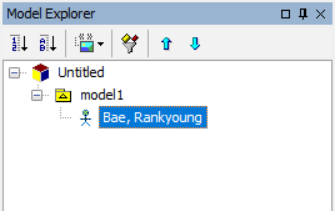 Model Explorer
Untitled
model1
Bae, Rankyoung